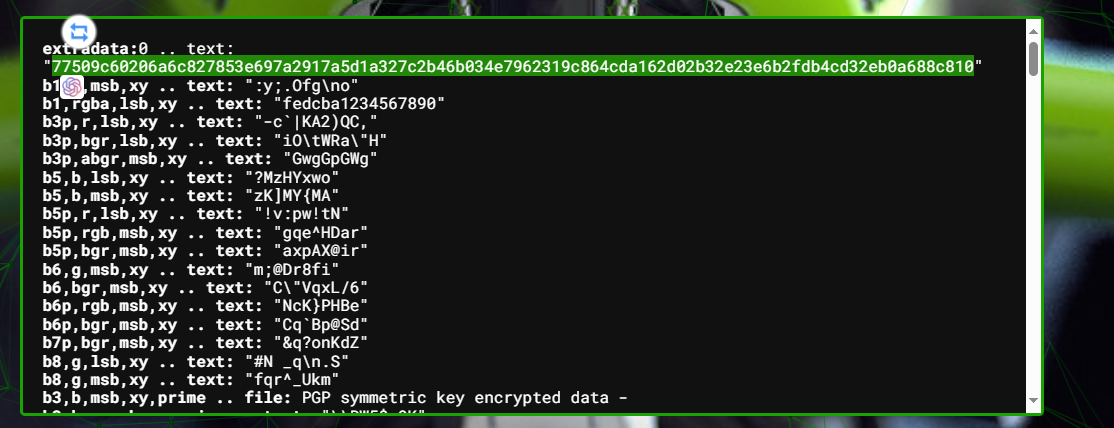 extradata:0 .. text:
"77509c60206a6c827853e697a2917a5d1a327c2b46b034e7962319c864cda162d02b32e23e6b2fdb4cd32eb0a688c810"
b1,msb,xy .. text: ":y;.Ofg\no"
b1,rgba,lsb,xy .. text: "fedcba1234567890"
b3p,r,lsb,xy .. text: "-c`|KA2)QC,"
b3p,bgr,lsb,xy .. text: "iO\tWRa\"H"
b3p,abgr,msb,xy .. text: "GwgGpGWg"
b5,b,lsb,xy .. text: "?MzHYxwo"
b5,b,msb,xy .. text: "zK]MY{MA"
b5p,r,lsb,xy .. text: "!v:pw!tN"
b5p,rgb,msb,xy .. text: "gqe^HDar"
b5p,bgr,msb,xy .. text: "axpAX@ir"
b6,g,msb,xy .. text: "m;@Dr8fi"
b6,bgr,msb,xy .. text: "C\"VqxL/6"
b6p,rgb,msb,xy .. text: "NcK}PHBe"
b6p,bgr,msb,xy .. text: "Cq`Bp@Sd"
b7p,bgr,msb,xy .. text: "&q?onKdZ"
b8,g,lsb,xy .. text: "#N _q\n.S"
b8,g,msb,xy .. text: "fqr^_Ukm"
b3,b,msb,xy,prime .. file: PGP symmetric key encrypted data -